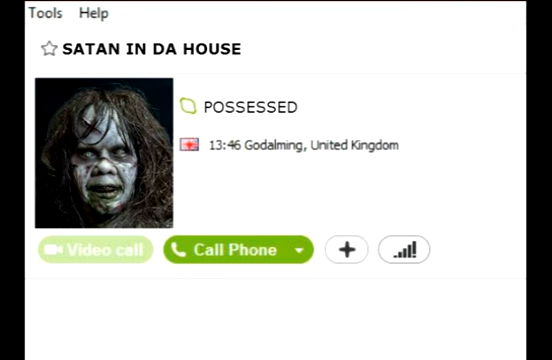 Tools Help
SATAN IN DA HOUSE
POSSESSED
13:46 Godalming, United Kingdom
Video call Call Phone